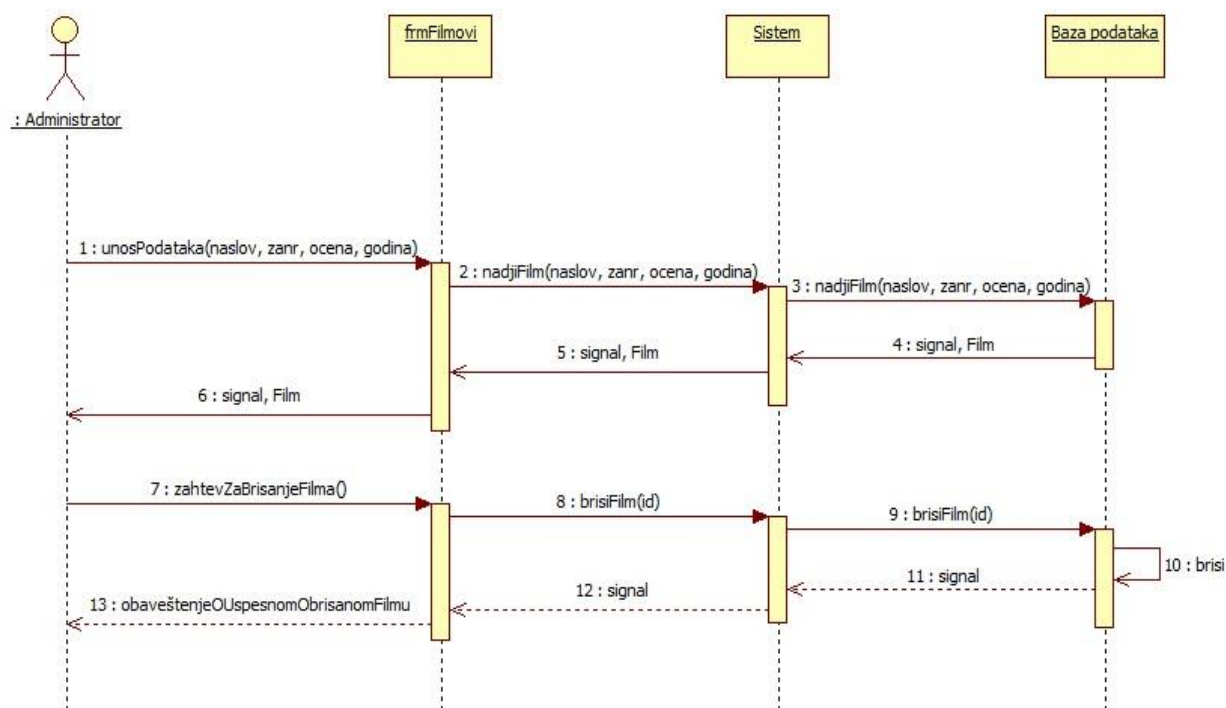 frmFilmovi
Sistem
Baza podataka
: Administrator
1 : unosPodataka(naslov, zanr, ocena, godina)
2 : nadjiFilm(naslov, zanr, ocena, godina)
3 : nadjiFilm(naslov, zanr, ocena, godina)
4 : signal, Film
5 : signal, Film
6 : signal, Film
7 : zahtevZaBrisanjeFilma()
8 : brisiFilm(id)
9 : brisiFilm(id)
10 : brisi
11 : signal
12 : signal
13 : obaveštenjeOUspesnomObrisanomFilmu